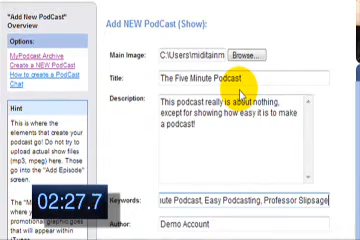 "Add New PodCast"
Overview
Options:
MyPodcast Archive
Create a NEW Podcast
How to create a PodCast
Chat
Hint
This is where the
elements that create your
podcast go! Do not try to
upload actual show files
(mp3, mpeg) here. Those
go into the "Add Episode"
section.
The "M
promotional graphic
that will appear within
Add New PodCast (Show):
Main Image: C:\Users\miditainm Browse...
Title: The Five Minute Podcast
Description: This podcast really is about nothing,
except for showing how easy it is to make
a podcast!
Keywords: nute Podcast, Easy Podcasting, Professor Slipsage
Author: Demo Account
02:27.7